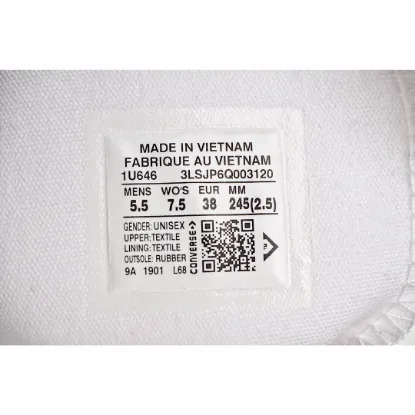 MADE IN VIETNAM
FABRIQUE AU VIETNAM
1U646 3LSJP6Q003120
MENS WO'S EUR MM
5.5 7.5 38 245(2.5)
GENDER: UNISEX
UPPER: TEXTILE
LINING: TEXTILE
OUTSOLE: RUBBER
9A 1901 L68
CONVERSE